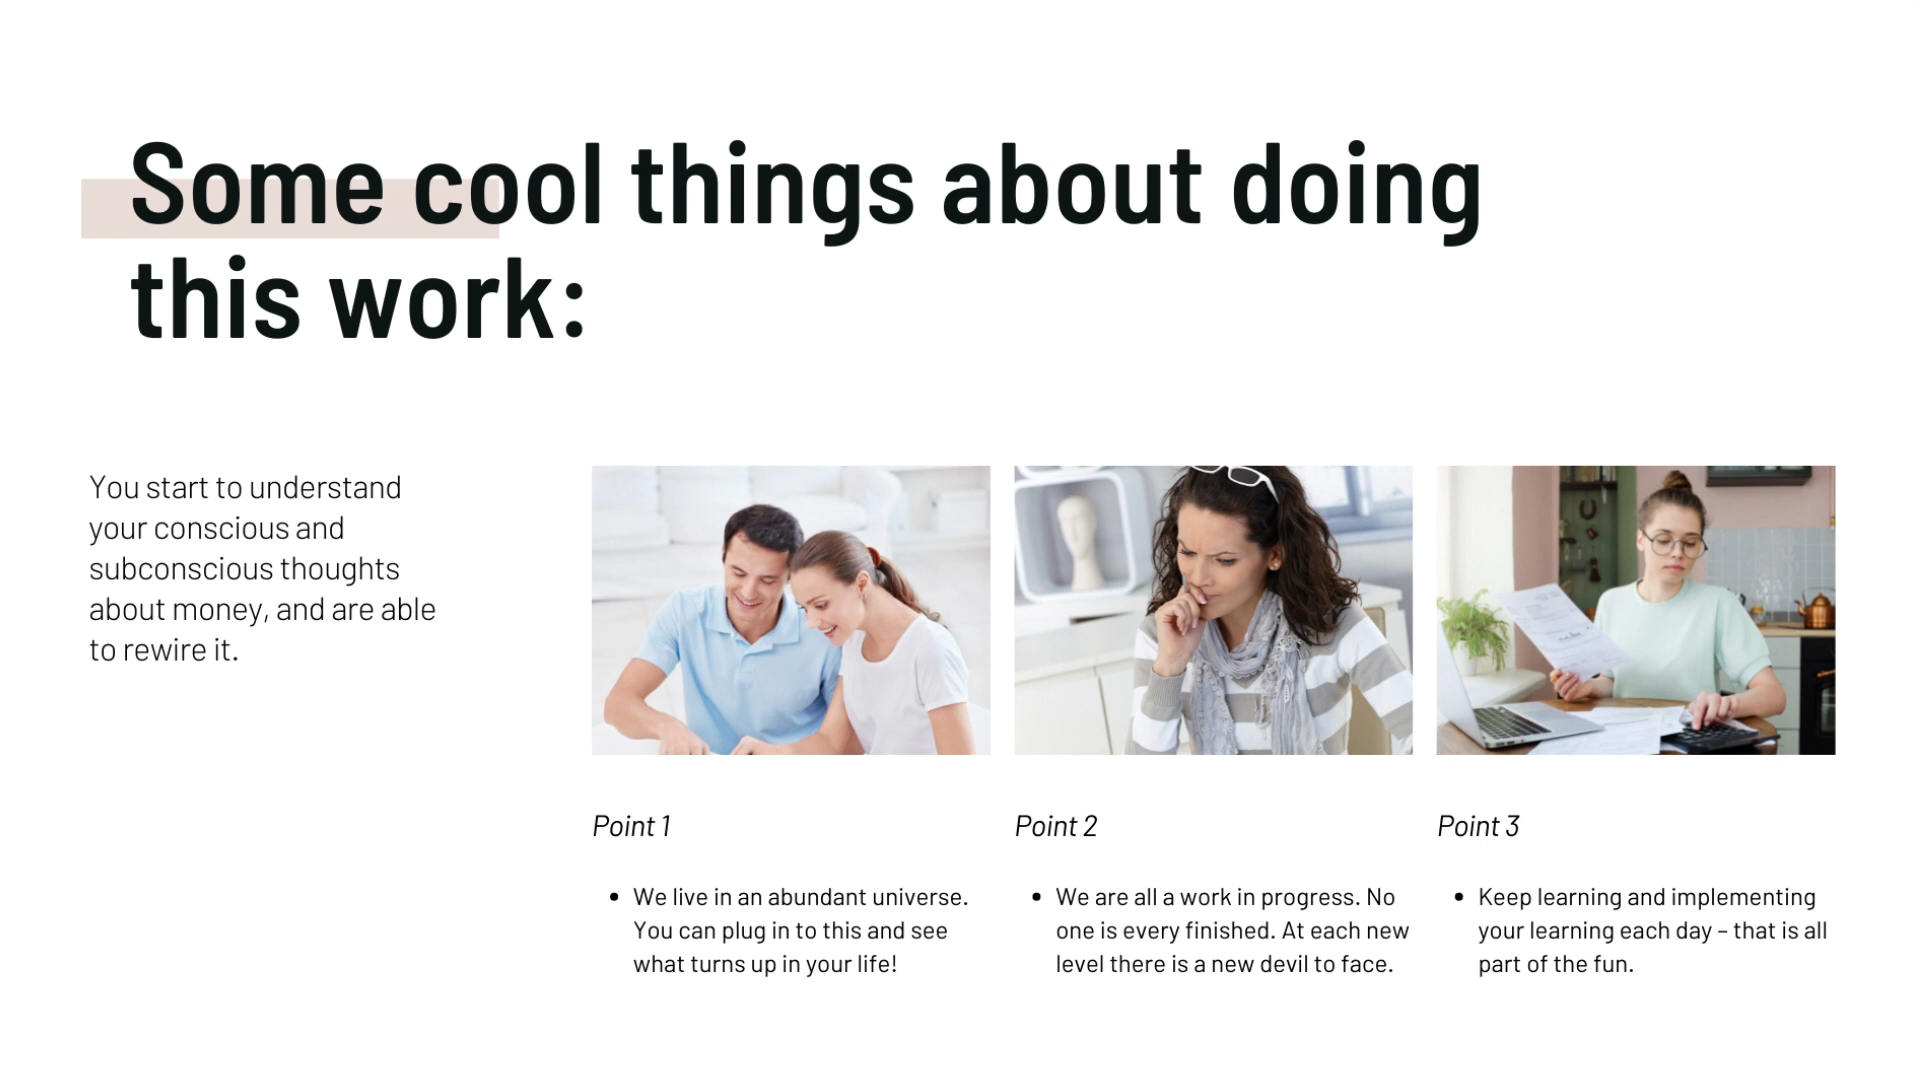 Some cool things about doing
this work:
You start to understand
your conscious and
subconscious thoughts
about money, and are able
to rewire it.
Point 1
We live in an abundant universe.
You can plug in to this and see
what turns up in your life!
Point 2
We are all a work in progress. No
one is every finished. At each new
level there is a new devil to face.
Point 3
Keep learning and implementing
your learning each day – that is all
part of the fun.